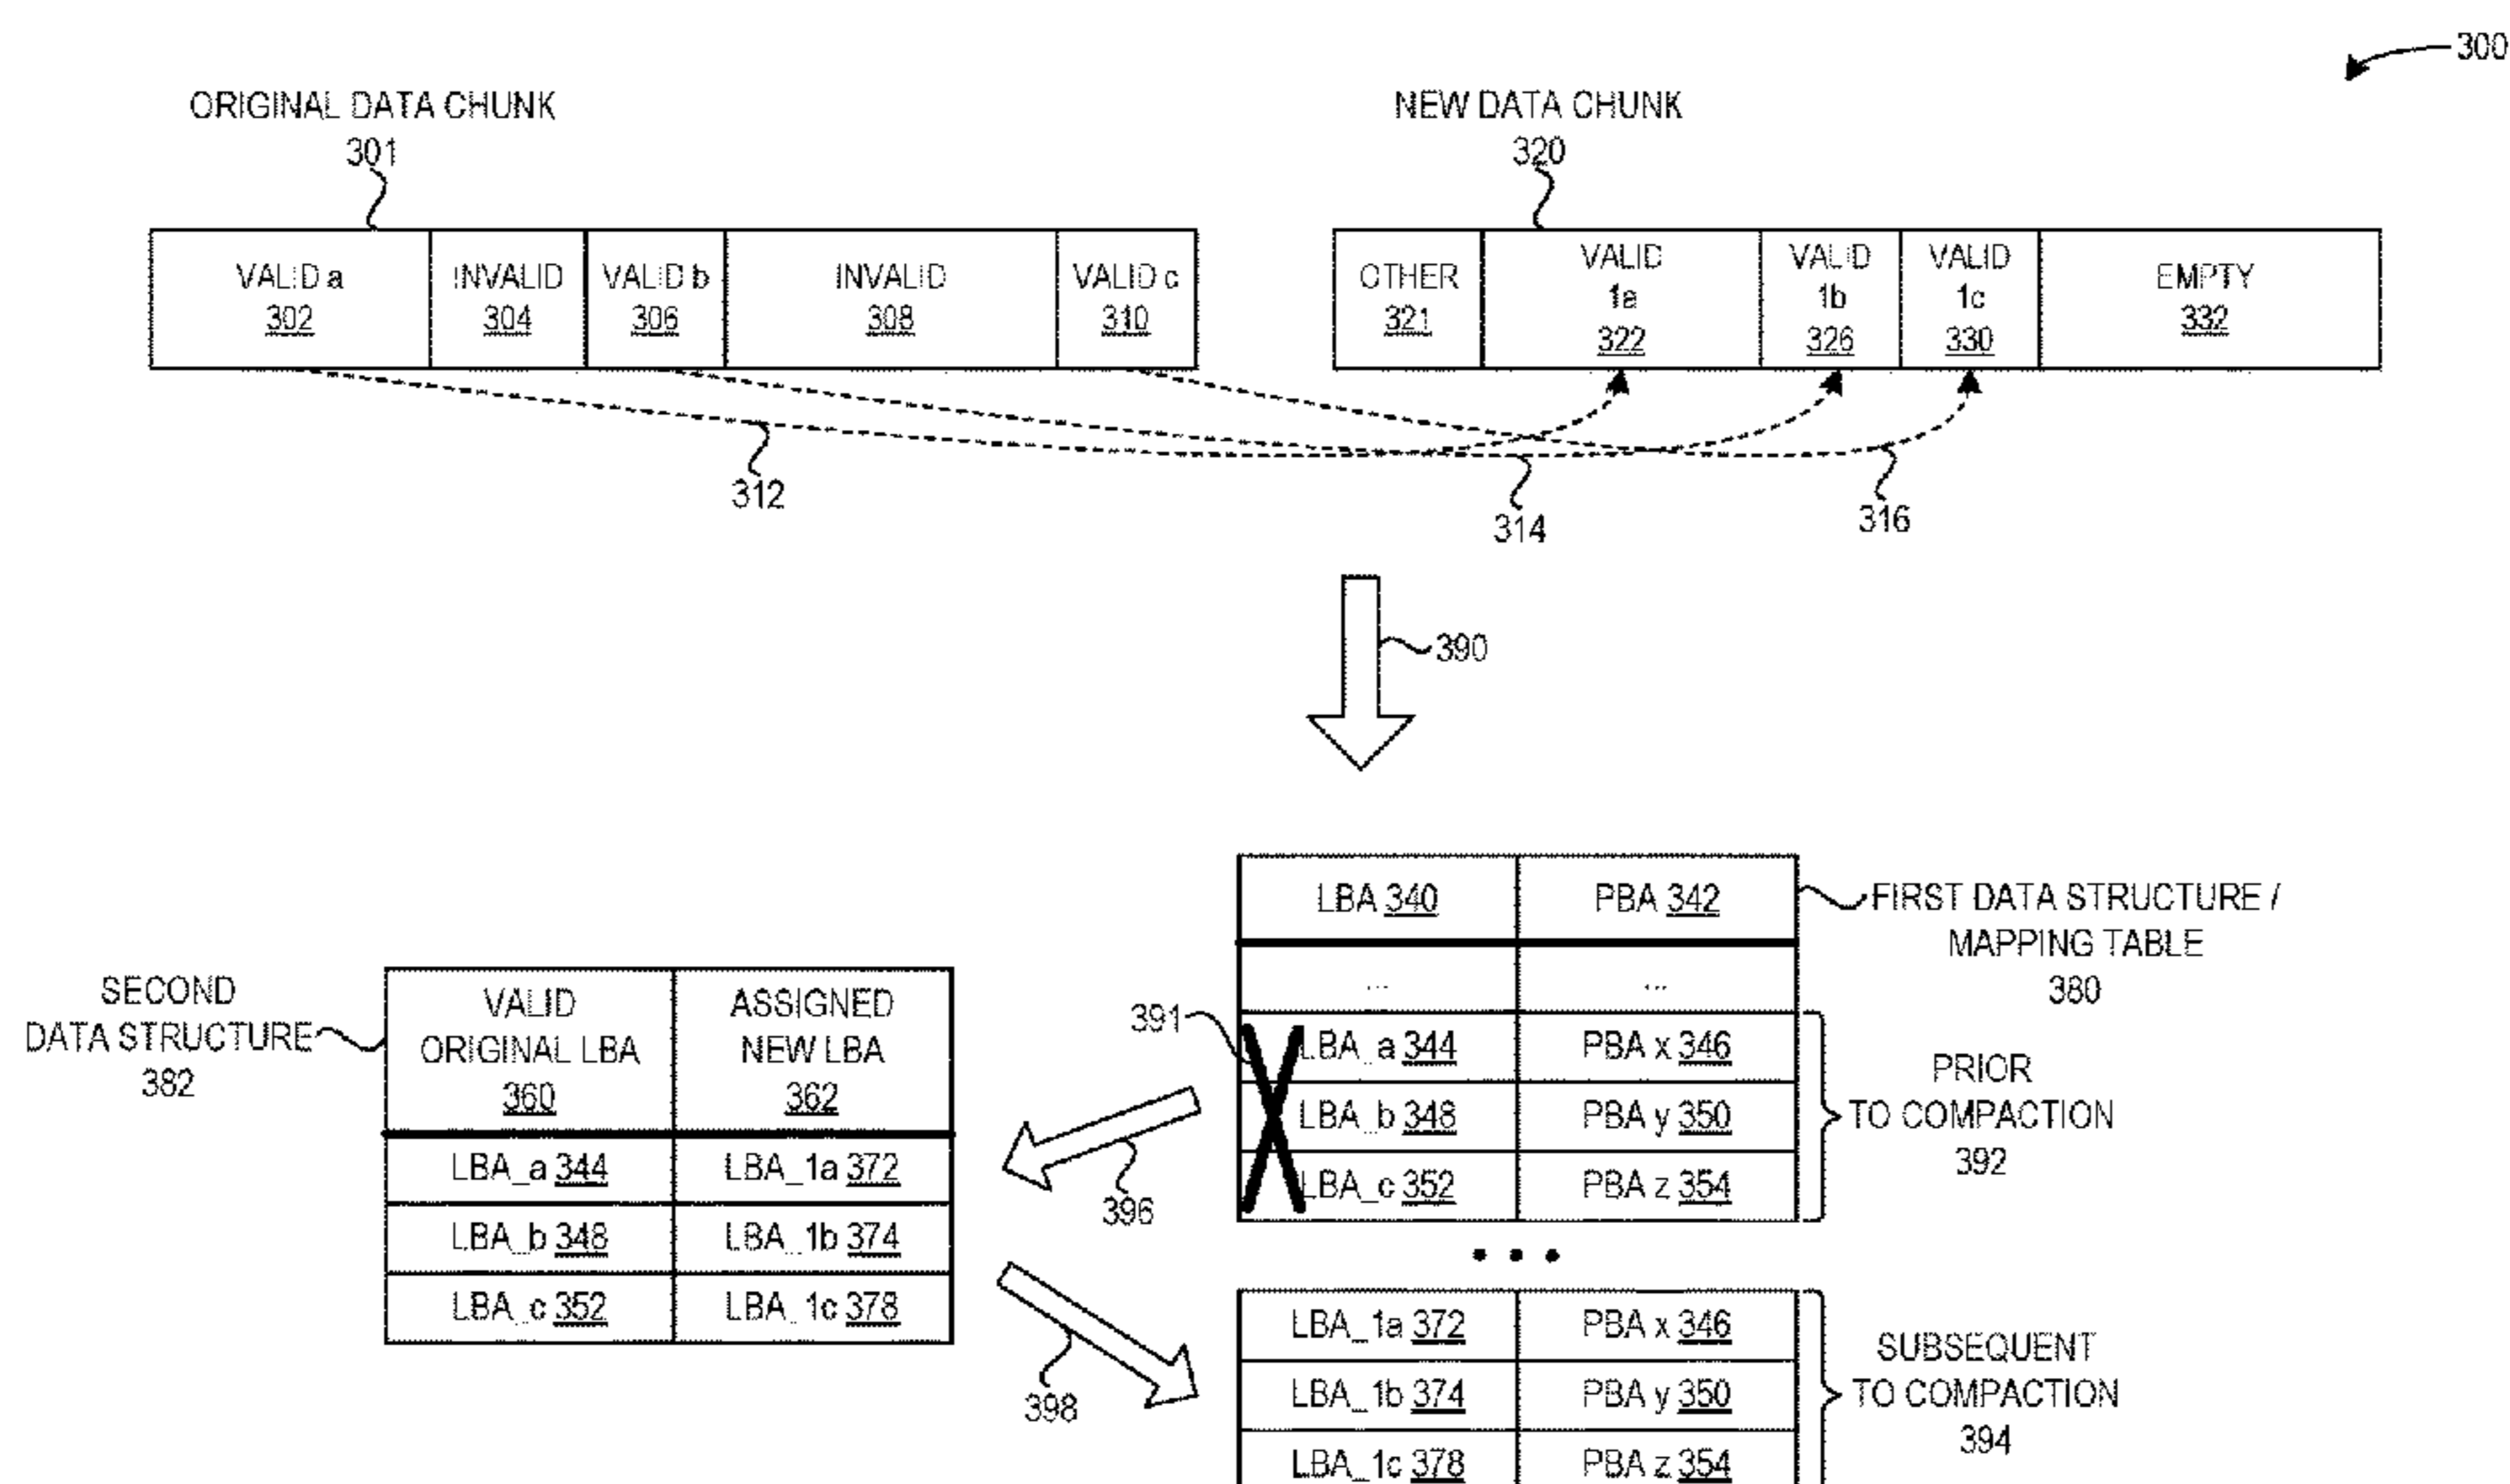 300
ORIGINAL DATA CHUNK
301
NEW DATA CHUNK
320
VALID a
302
INVALID
304
VALID b
306
INVALID
308
VALID c
310
OTHER
321
VALID
1a
322
VALID
1b
326
VALID
1c
330
EMPTY
332
312
314
316
390
LBA 340
PBA 342
FIRST DATA STRUCTURE /
MAPPING TABLE
380
... ...
SECOND
DATA STRUCTURE
382
VALID
ORIGINAL LBA
360
ASSIGNED
NEW LBA
362
LBA_a 344
LBA_1a 372
LBA_b 348
LBA_1b 374
LBA_c 352
LBA_1c 378
391
LBA_a 344
PBA x 346
LBA_b 348
PBA y 350
LBA_c 352
PBA z 354
PRIOR
TO COMPACTION
392
396
• • •
398
LBA_1a 372
PBA x 346
LBA_1b 374
PBA y 350
LBA_1c 378
PBA z 354
SUBSEQUENT
TO COMPACTION
394